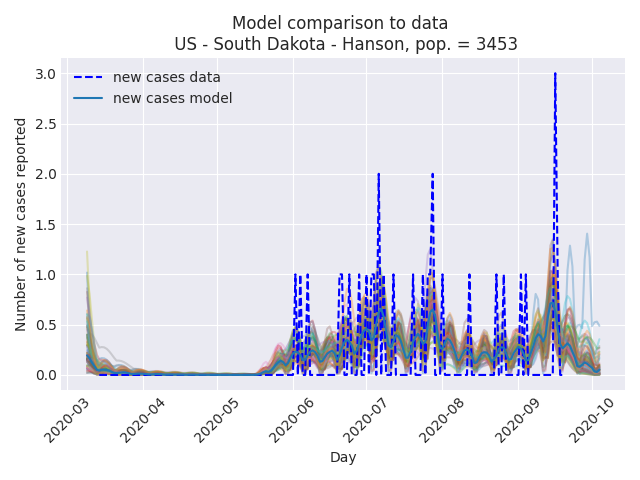 Model comparison to data
US - South Dakota - Hanson, pop. = 3453
new cases data
new cases model
Number of new cases reported
3.0
2.5
2.0
1.5
1.0
0.5
0.0
2020-03
2020-04
2020-05
2020-06
2020-07
2020-08
2020-09
2020-10
Day